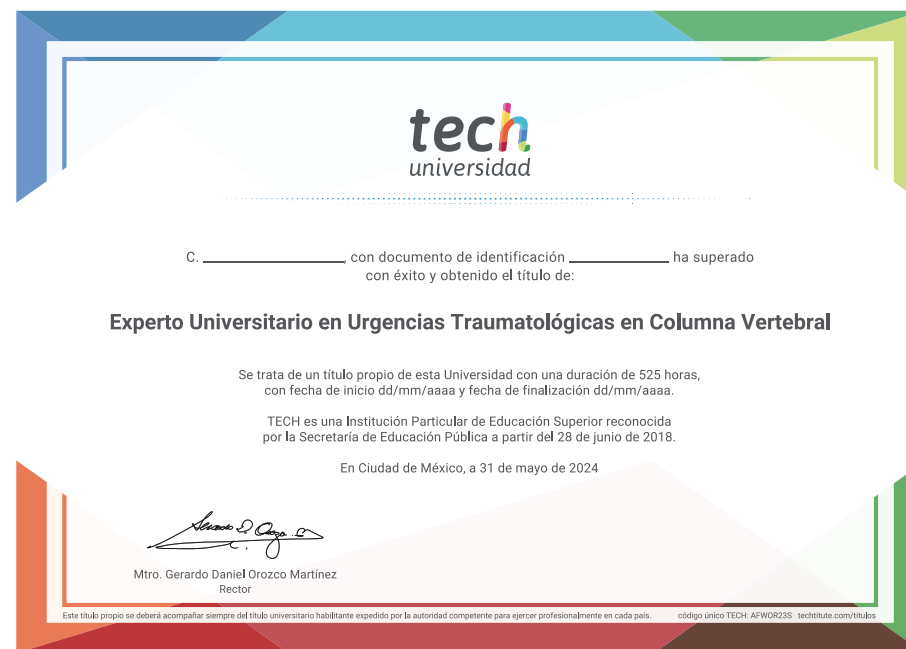 tech
universidad
C. ____________, con documento de identificación ____________ ha superado
con éxito y obtenido el título de:
Experto Universitario en Urgencias Traumatológicas en Columna Vertebral
Se trata de un título propio de esta Universidad con una duración de 525 horas,
con fecha de inicio dd/mm/aaaa y fecha de finalización dd/mm/aaaa.
TECH es una Institución Particular de Educación Superior reconocida
por la Secretaría de Educación Pública a partir del 28 de junio de 2018.
En Ciudad de México, a 31 de mayo de 2024
Mtro. Gerardo Daniel Orozco Martínez
Rector
Este título propio se deberá acompañar siempre del título universitario habilitante expedido por la autoridad competente para ejercer profesionalmente en cada país. código único TECH: AFWOR23S techtitute.com/titulos